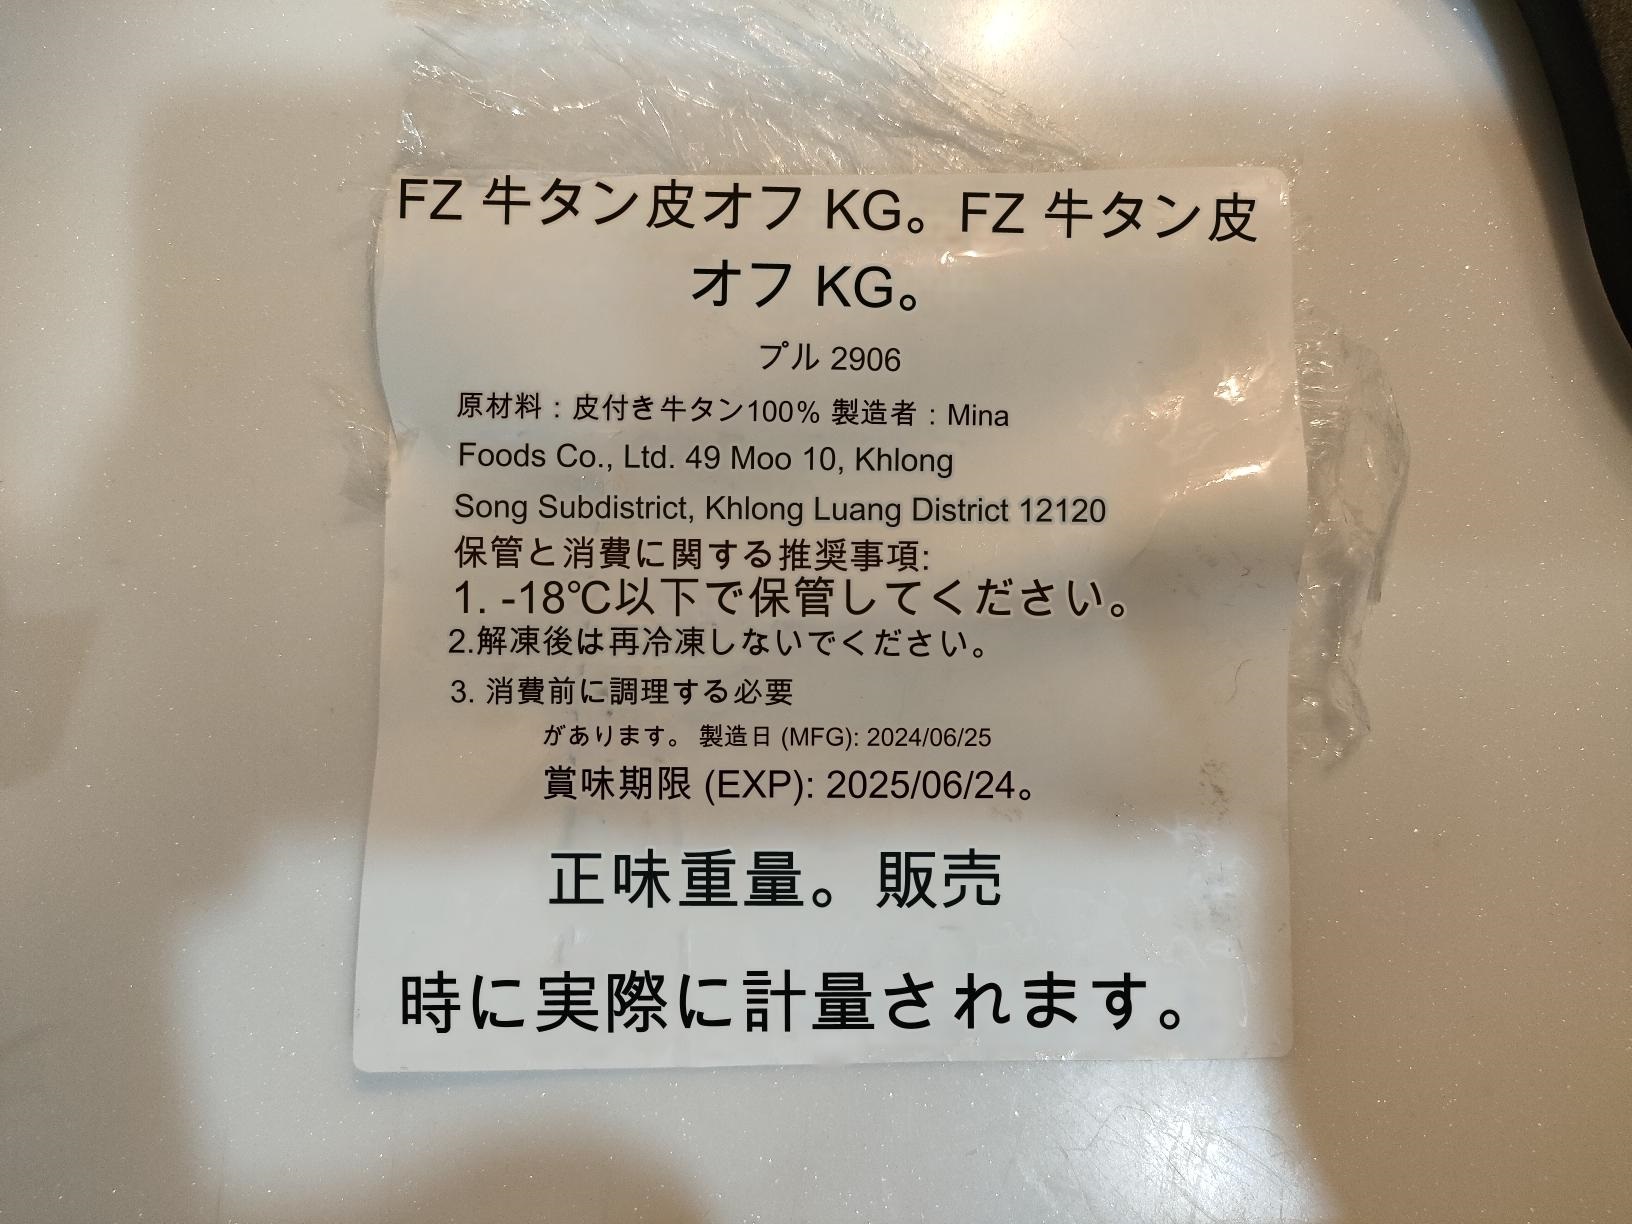 FZ 牛タン皮オフ KG。FZ 牛タン皮
オフ KG。
プル 2906
原材料：皮付き牛タン100% 製造者：Mina
Foods Co., Ltd. 49 Moo 10, Khlong
Song Subdistrict, Khlong Luang District 12120
保管と消費に関する推奨事項:
1. -18℃以下で保管してください。
2.解凍後は再冷凍しないでください。
3. 消費前に調理する必要
があります。 製造日 (MFG): 2024/06/25
賞味期限 (EXP): 2025/06/24。
正味重量。販売
時に実際に計量されます。